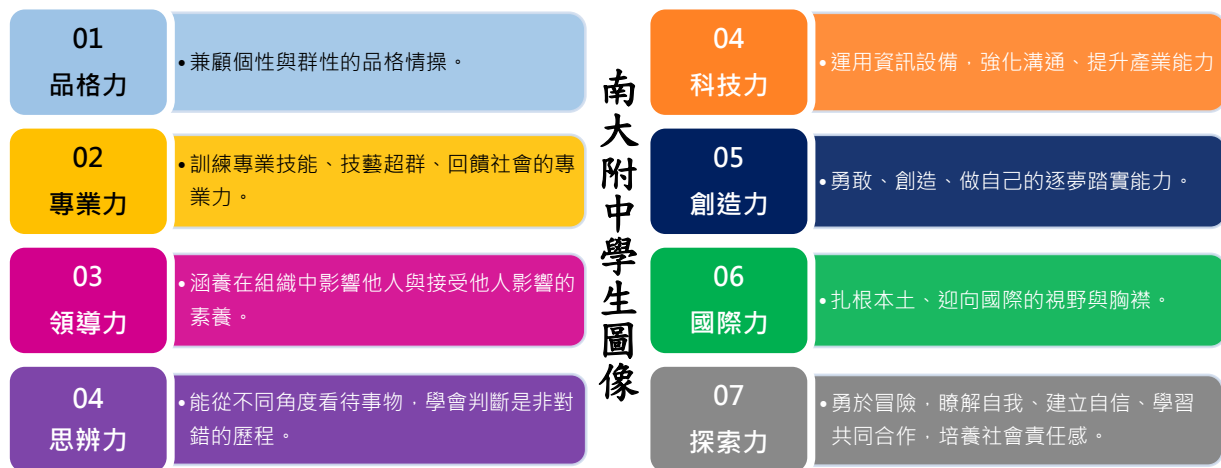 01
品格力
•兼顧個性與群性的品格情操。
02
專業力
•訓練專業技能、技藝超群、回饋社會的專
業力。
03
領導力
•涵養在組織中影響他人與接受他人影響的
素養。
04
思辨力
•能從不同角度看待事物，學會判斷是非對
錯的歷程。
南大附中學生圖像
04
科技力
•運用資訊設備，強化溝通、提升產業能力
05
創造力
•勇敢、創造、做自己的逐夢踏實能力。
06
國際力
•扎根本土、迎向國際的視野與胸襟。
07
探索力
•勇於冒險，瞭解自我、建立自信、學習
共同合作，培養社會責任感。